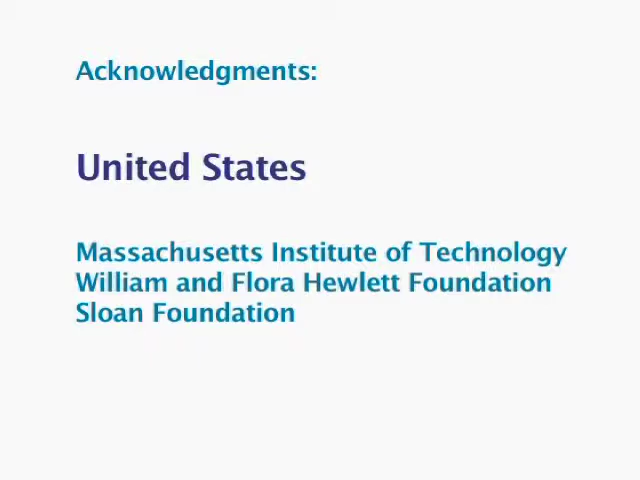 Acknowledgments:
United States
Massachusetts Institute of Technology
William and Flora Hewlett Foundation
Sloan Foundation